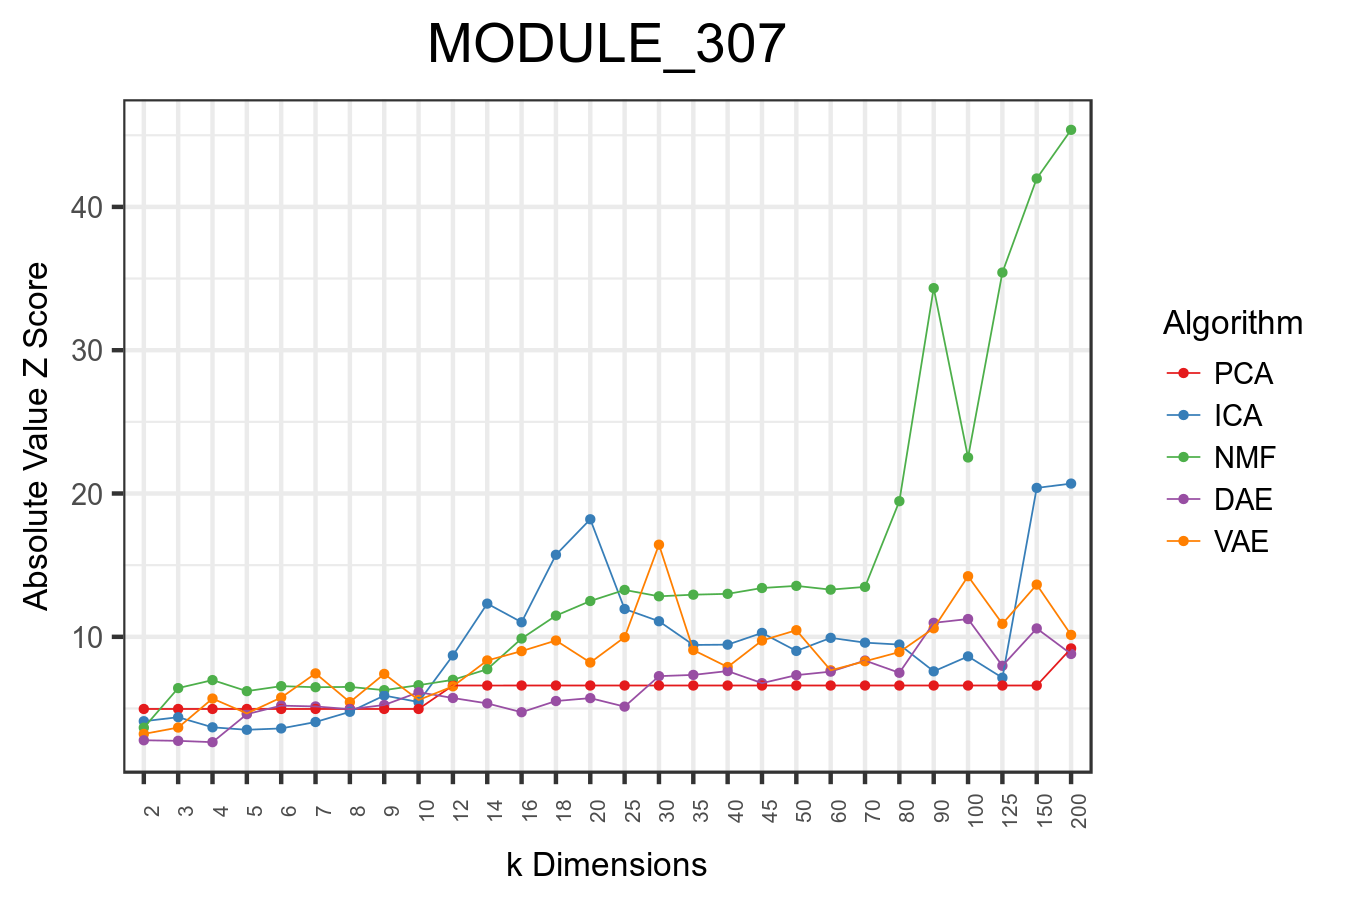 MODULE_307
Absolute Value Z Score
40
30
20
10
2 3 4 5 6 7 8 9 10 12 14 16 18 20 25 30 35 40 45 50 60 70 80 90 100 125 150 200
k Dimensions
Algorithm
PCA
ICA
NMF
DAE
VAE